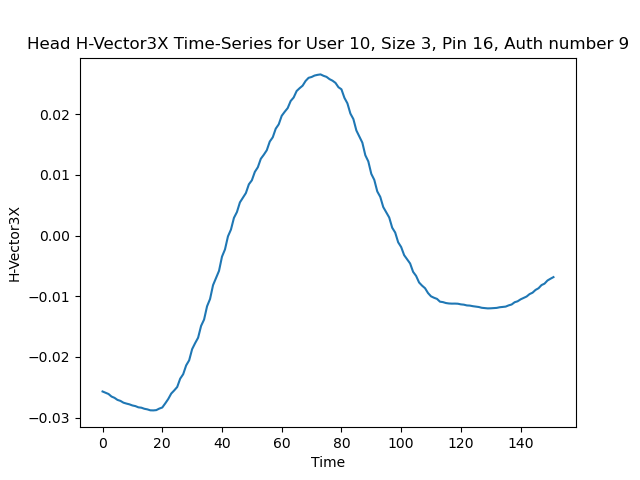 Head H-Vector3X Time-Series for User 10, Size 3, Pin 16, Auth number 9
H-Vector3X
0.02
0.01
0.00
−0.01
−0.02
−0.03
0 20 40 60 80 100 120 140
Time